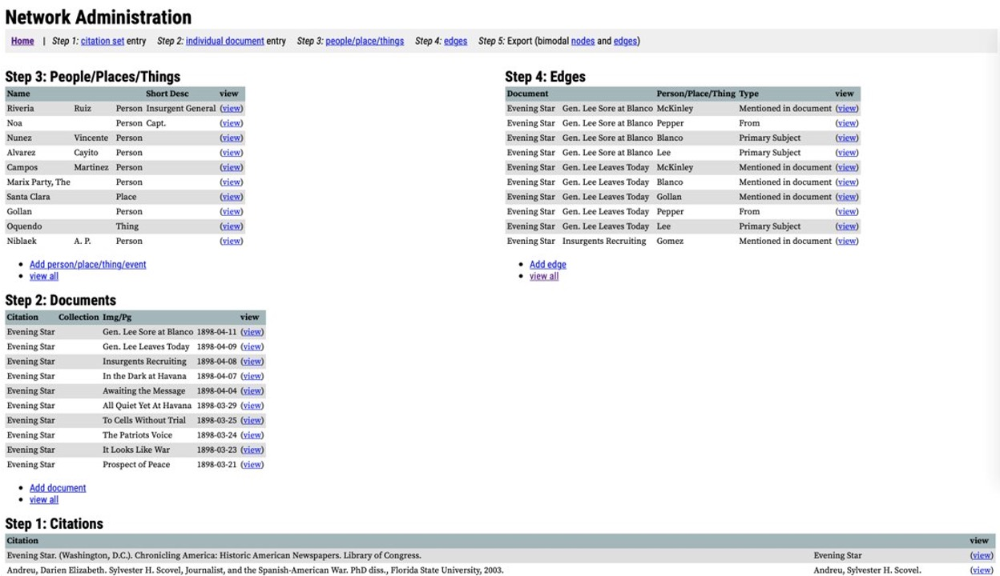 Network Administration
Home | Step 1: citation set entry Step 2: individual document entry Step 3: people/place/things Step 4: edges Step 5: Export (bimodal nodes and edges)
Step 3: People/Places/Things
Name Short Desc view
Riveria Ruiz Person Insurgent General (view)
Noa Person Capt. (view)
Nunez Vincente Person (view)
Alvarez Cayito Person (view)
Campos Martinez Person (view)
Marix Party, The Person (view)
Santa Clara Place (view)
Gollan Person (view)
Oquendo Thing (view)
Niblaek A. P. Person (view)
Add person/place/thing/event
view all
Step 4: Edges
Document Person/Place/Thing Type view
Evening Star Gen. Lee Sore at Blanco McKinley Mentioned in document (view)
Evening Star Gen. Lee Sore at Blanco Pepper From (view)
Evening Star Gen. Lee Sore at Blanco Blanco Primary Subject (view)
Evening Star Gen. Lee Sore at Blanco Lee Primary Subject (view)
Evening Star Gen. Lee Leaves Today McKinley Mentioned in document (view)
Evening Star Gen. Lee Leaves Today Blanco Mentioned in document (view)
Evening Star Gen. Lee Leaves Today Gollan Mentioned in document (view)
Evening Star Gen. Lee Leaves Today Pepper From (view)
Evening Star Gen. Lee Leaves Today Lee Primary Subject (view)
Evening Star Insurgents Recruiting Gomez Mentioned in document (view)
Add edge
view all
Step 2: Documents
Citation Collection Img/Pg view
Evening Star Gen. Lee Sore at Blanco 1898-04-11 (view)
Evening Star Gen. Lee Leaves Today 1898-04-09 (view)
Evening Star Insurgents Recruiting 1898-04-08 (view)
Evening Star In the Dark at Havana 1898-04-07 (view)
Evening Star Awaiting the Message 1898-04-04 (view)
Evening Star All Quiet Yet At Havana 1898-03-29 (view)
Evening Star To Cells Without Trial 1898-03-25 (view)
Evening Star The Patriots Voice 1898-03-24 (view)
Evening Star It Looks Like War 1898-03-23 (view)
Evening Star Prospect of Peace 1898-03-21 (view)
Add document
view all
Step 1: Citations
Citation view
Evening Star. (Washington, D.C.). Chronicling America: Historic American Newspapers. Library of Congress. Evening Star (view)
Andreu, Darien Elizabeth. Sylvester H. Scovel, Journalist, and the Spanish-American War. PhD diss., Florida State University, 2003. Andreu, Sylvester H. Scovel. (view)